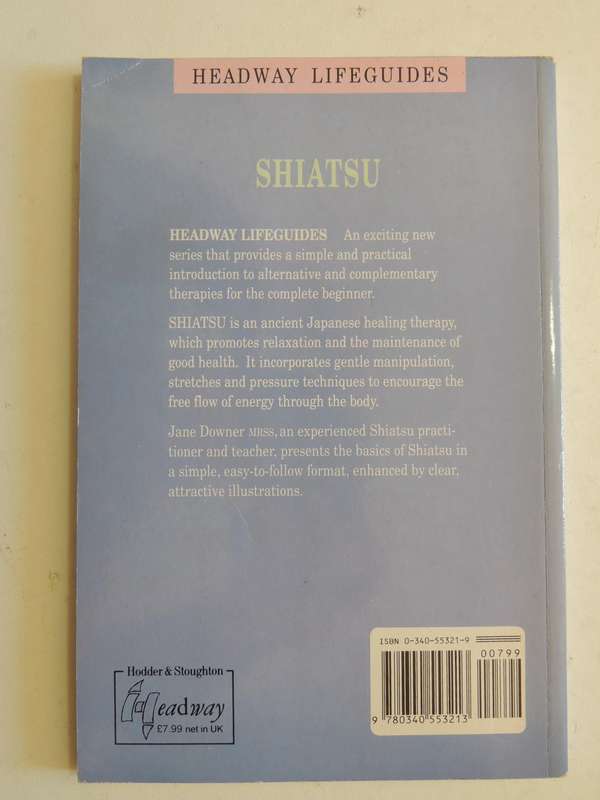 HEADWAY LIFEGUIDES
SHIATSU
HEADWAY LIFEGUIDES An exciting new
series that provides a simple and practical
introduction to alternative and complementary
therapies for the complete beginner.
SHIATSU is an ancient Japanese healing therapy,
which promotes relaxation and the maintenance of
good health. It incorporates gentle manipulation,
stretches and pressure techniques to encourage the
free flow of energy through the body.
Jane Downer MRSS, an experienced Shiatsu practi-
tioner and teacher, presents the basics of Shiatsu in
a simple, easy-to-follow format, enhanced by clear,
attractive illustrations.
ISBN 0-340-55321-9
00799
9 780340 553213
Hodder & Stoughton
Headway
£7.99 net in UK